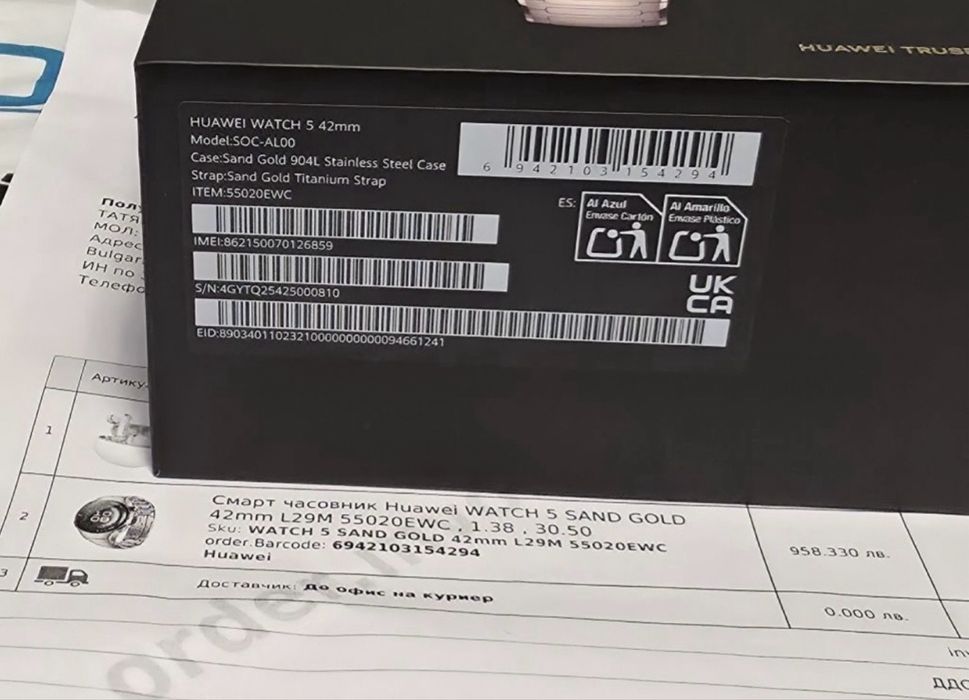 HUAWEI TRUS
HUAWEI WATCH 5 42mm
Model:SOC-AL00
Case:Sand Gold 904L Stainless Steel Case
Strap:Sand Gold Titanium Strap
ITEM:55020EWC
6 942103 154294
IMEI:862150070126859
S/N:4GYTQ25425000810
EID:89034011023210000000000094661241
ES:
Al Azul
Envase Cartón
Al Amarillo
Envase Plástico
UK
CA
Пол
ТАТЯ
МОЛ:
Адрес
Bulgar
ИН по
Телефо
Артику
1
2
Смарт часовник Huawei WATCH 5 SAND GOLD
42mm L29M 55020EWC , 1.38 , 30.50
Sku: WATCH 5 SAND GOLD 42mm L29M 55020EWC
order.Barcode: 6942103154294
Huawei
958.330 лв.
3
Доставчик: До офис на куриер
0.000 лв.
order.
inv
ДДС